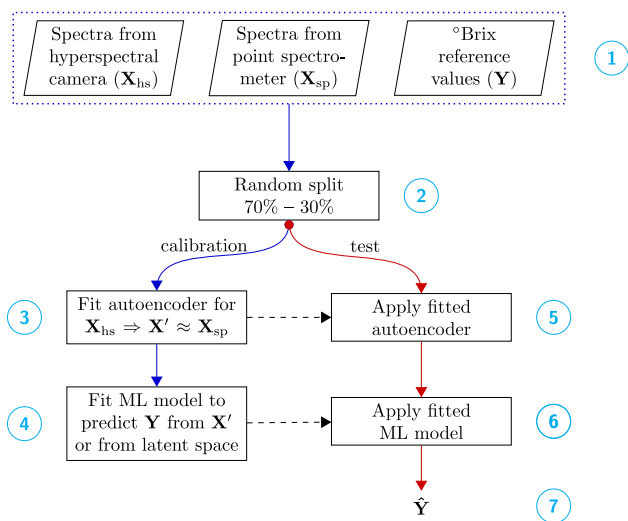 Spectra from
hyperspectral
camera (X_hs)
Spectra from
point spectro-
meter (X_sp)
°Brix
reference
values (Y)
1
Random split
70% – 30%
2
calibration
test
3
Fit autoencoder for
X_hs ⇒ X′ ≈ X_sp
Apply fitted
autoencoder
5
4
Fit ML model to
predict Y from X′
or from latent space
Apply fitted
ML model
6
Ŷ
7